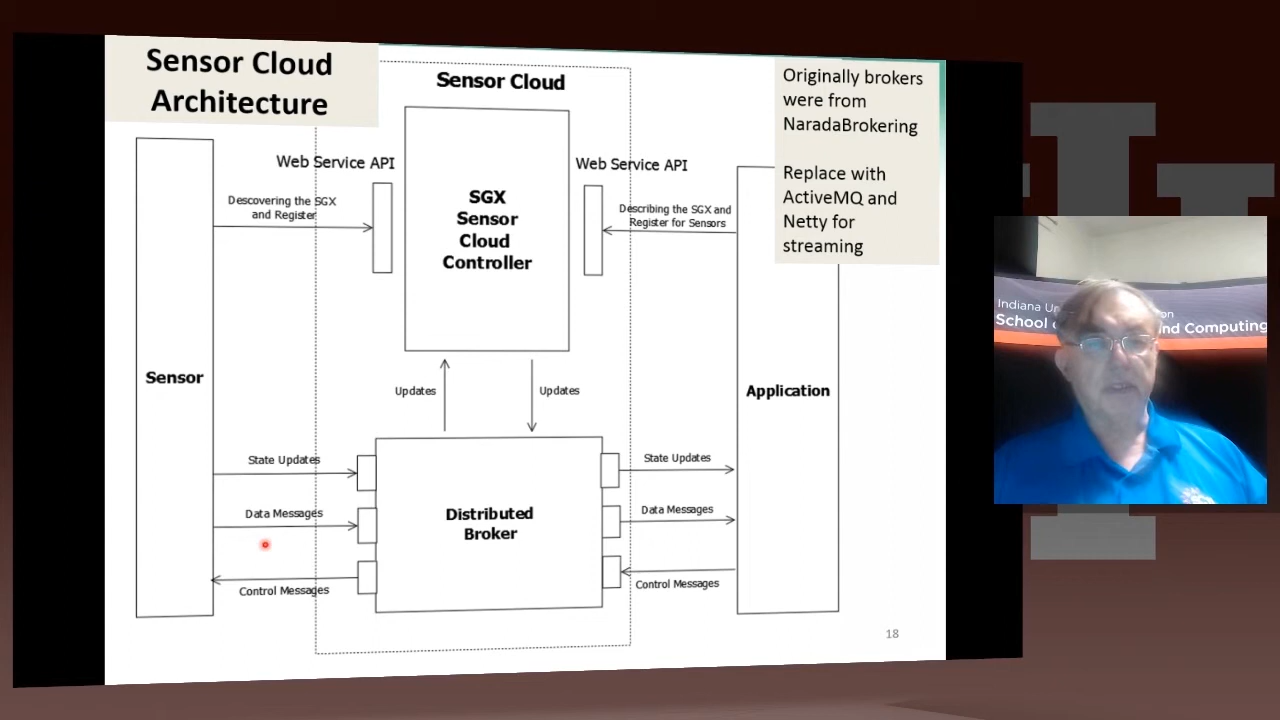 Sensor Cloud
Architecture
Sensor Cloud
Originally brokers
were from
NaradaBrokering
Replace with
ActiveMQ and
Netty for
streaming
Web Service API
Web Service API
Descovering the SGX
and Register
SGX
Sensor
Cloud
Controller
Describing the SGX and
Register for Sensors
Sensor
Updates
Updates
Application
State Updates
State Updates
Data Messages
Distributed
Broker
Data Messages
Control Messages
Control Messages
18
Indiana
School
nd Computing